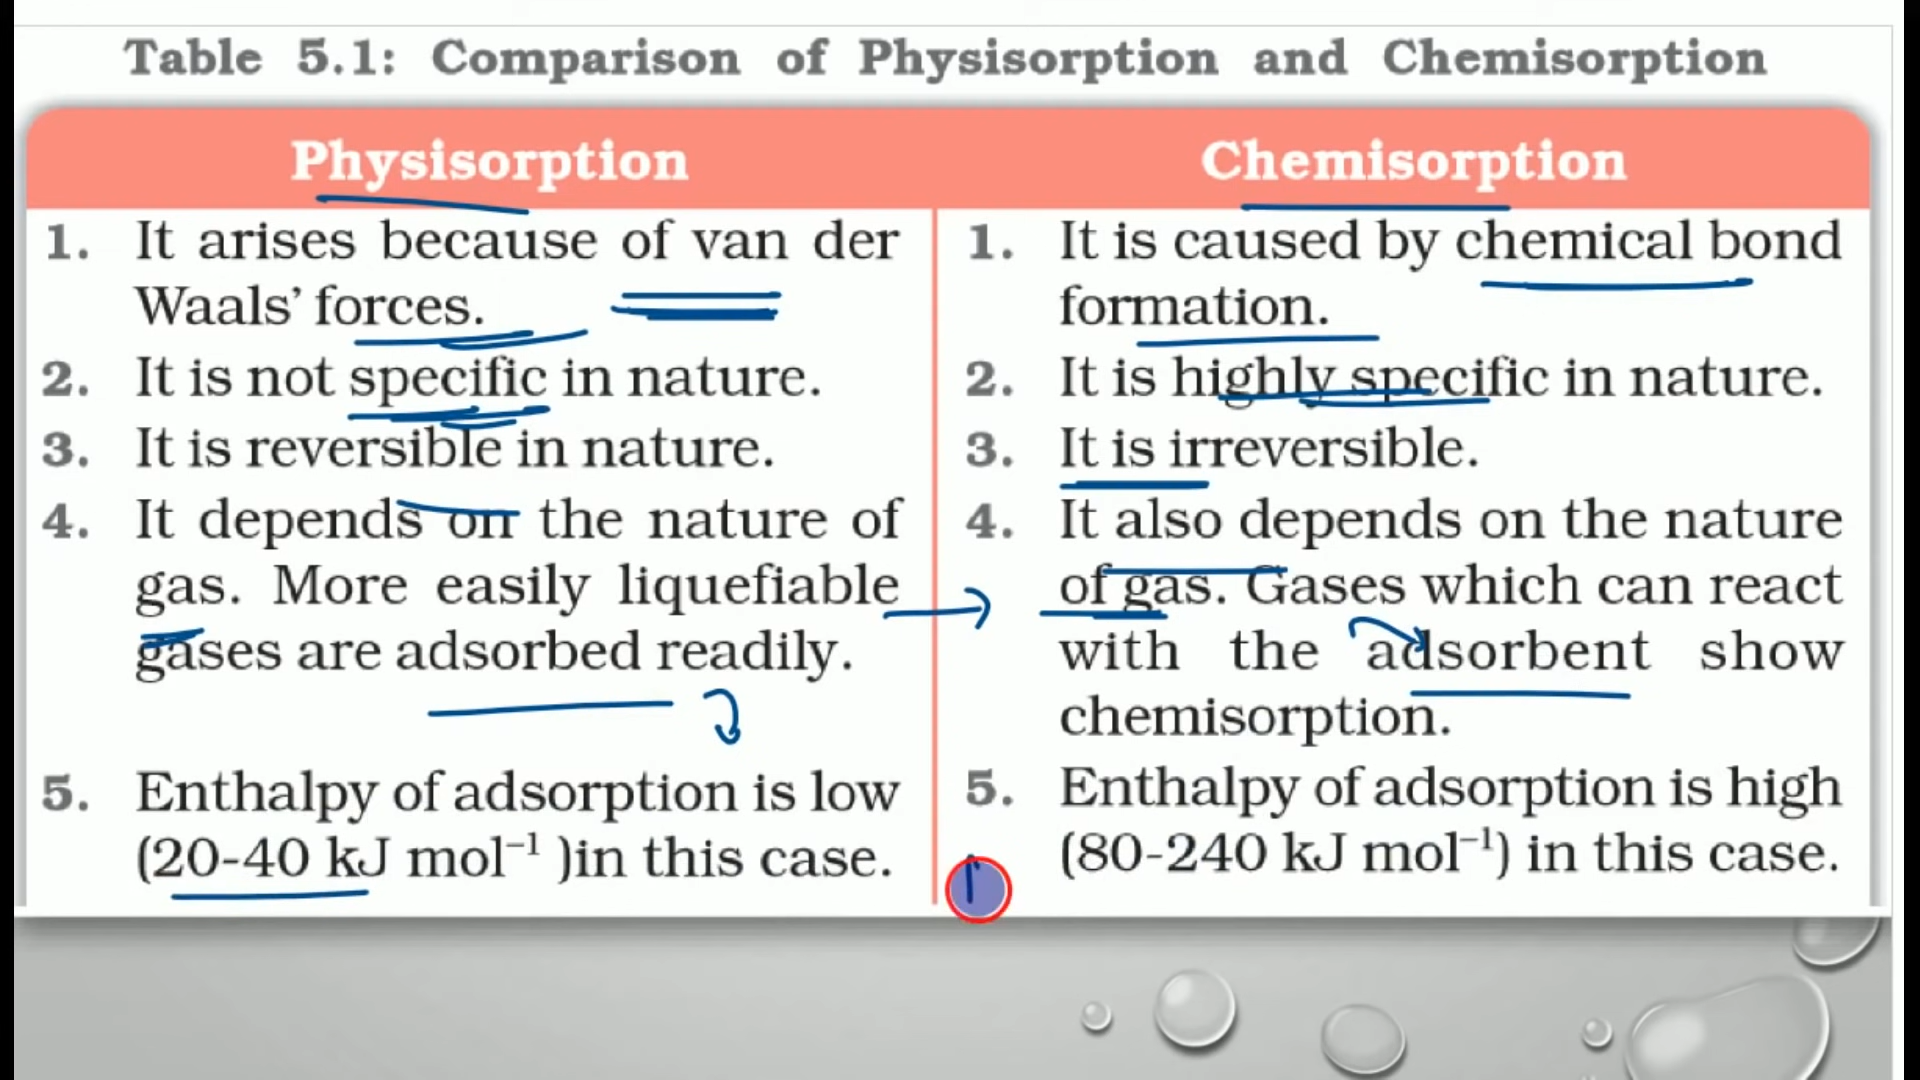 Table 5.1: Comparison of Physisorption and Chemisorption
Physisorption
1. It arises because of van der
Waals’ forces.
2. It is not specific in nature.
3. It is reversible in nature.
4. It depends on the nature of
gas. More easily liquefiable
gases are adsorbed readily.
5. Enthalpy of adsorption is low
(20-40 kJ mol⁻¹ )in this case.
Chemisorption
1. It is caused by chemical bond
formation.
2. It is highly specific in nature.
3. It is irreversible.
4. It also depends on the nature
of gas. Gases which can react
with the adsorbent show
chemisorption.
5. Enthalpy of adsorption is high
(80-240 kJ mol⁻¹) in this case.